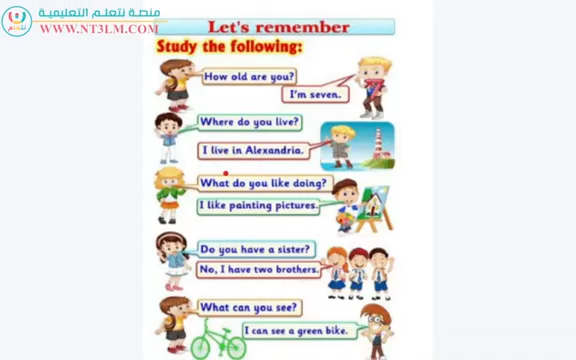 منصة نتعلم التعليمية
WWW.NT3LM.COM
Let's remember
Study the following:
How old are you?
I'm seven.
Where do you live?
I live in Alexandria.
What do you like doing?
I like painting pictures.
Do you have a sister?
No, I have two brothers.
What can you see?
I can see a green bike.